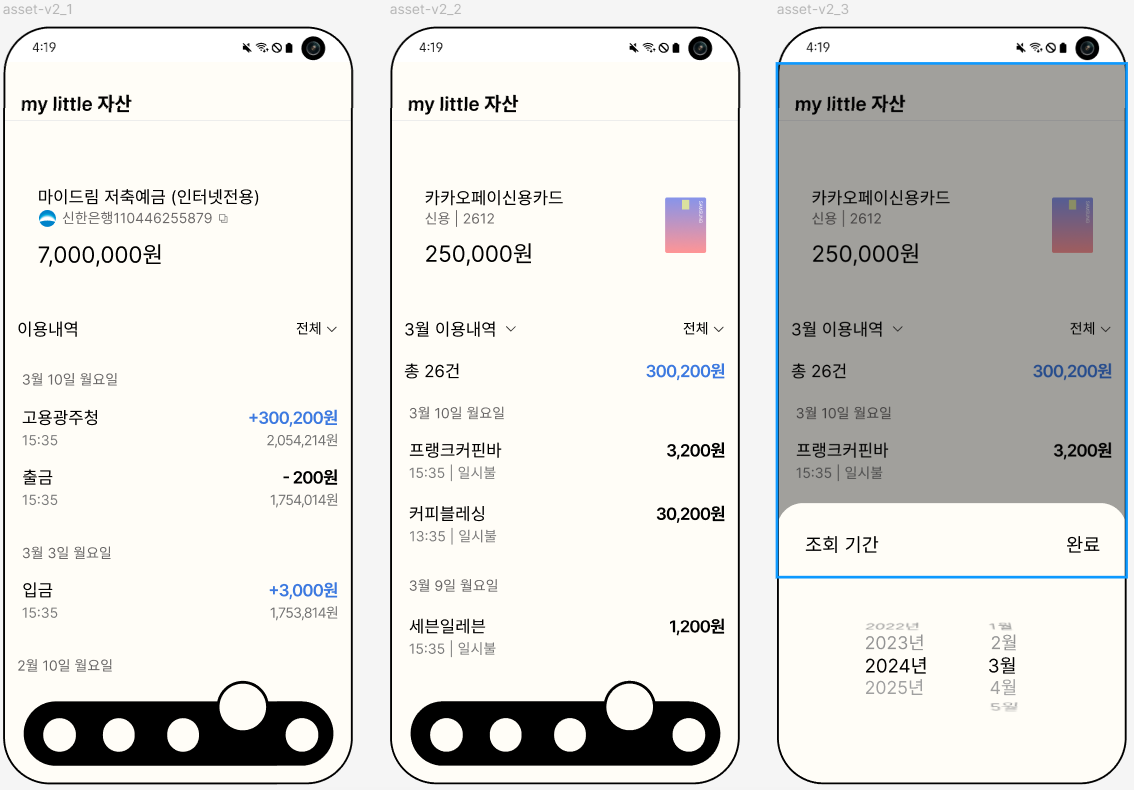 asset-v2_1
4:19
my little 자산
마이드림 저축예금 (인터넷전용)
신한은행110446255879
7,000,000원
이용내역
전체
3월 10일 월요일
고용광주청
+300,200원
15:35
2,054,214원
출금
- 200원
15:35
1,754,014원
3월 3일 월요일
입금
+3,000원
15:35
1,753,814원
2월 10일 월요일
asset-v2_2
4:19
my little 자산
카카오페이신용카드
신용 | 2612
SAMSUNG
250,000원
3월 이용내역
전체
총 26건
300,200원
3월 10일 월요일
프랭크커핀바
3,200원
15:35 | 일시불
커피블레싱
30,200원
13:35 | 일시불
3월 9일 월요일
세븐일레븐
1,200원
15:35 | 일시불
asset-v2_3
4:19
my little 자산
카카오페이신용카드
신용 | 2612
SAMSUNG
250,000원
3월 이용내역
전체
총 26건
300,200원
3월 10일 월요일
프랭크커핀바
3,200원
15:35 | 일시불
조회 기간
완료
2022년 1월
2023년 2월
2024년 3월
2025년 4월
5월